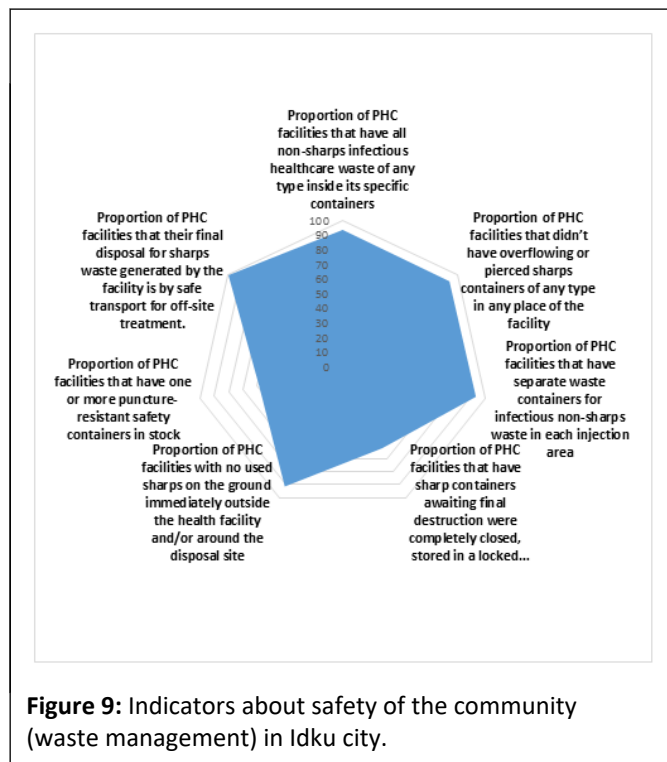 Proportion of PHC
facilities that have all
non-sharps infectious
healthcare waste of any
type inside its specific
containers
Proportion of PHC
facilities that didn't
have overflowing or
pierced sharps
containers of any type
in any place of the
facility
Proportion of PHC
facilities that have
separate waste
containers for
infectious non-sharps
waste in each injection
area
Proportion of PHC
facilities that have
sharp containers
awaiting final
destruction were
completely closed,
stored in a locked...
Proportion of PHC
facilities with no used
sharps on the ground
immediately outside
the health facility
and/or around the
disposal site
Proportion of PHC
facilities that have one
or more puncture-
resistant safety
containers in stock
Proportion of PHC
facilities that their final
disposal for sharps
waste generated by the
facility is by safe
transport for off-site
treatment.
100
90
80
70
60
50
40
30
20
10
0
Figure 9: Indicators about safety of the community
(waste management) in Idku city.